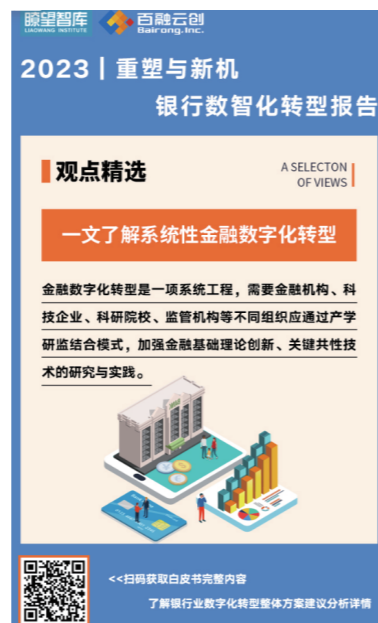 瞭望智库
LIAOWANG INSTITUTE
百融云创
Bairong.Inc.
2023 | 重塑与新机
银行数智化转型报告
观点精选
A SELECTON
OF VIEWS
一文了解系统性金融数字化转型
金融数字化转型是一项系统工程，需要金融机构、科
技企业、科研院校、监管机构等不同组织应通过产学
研监结合模式，加强金融基础理论创新、关键共性技
术的研究与实践。
<<扫码获取白皮书完整内容
了解银行业数字化转型整体方案建议分析详情